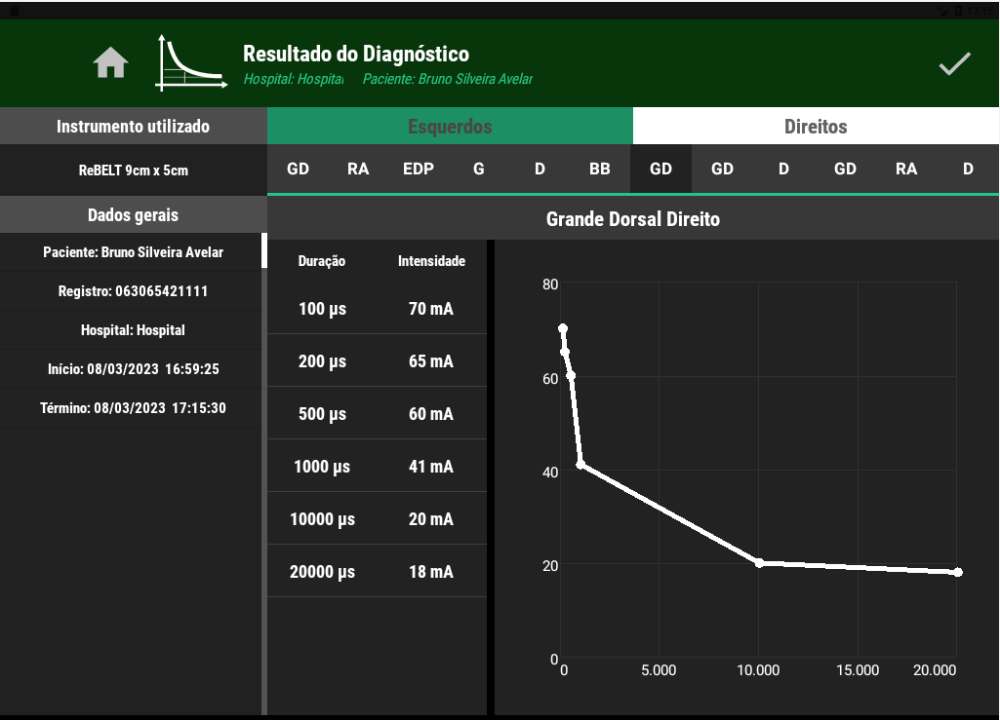 17:15
Resultado do Diagnóstico
Hospital: Hospital Paciente: Bruno Silveira Avelar
Instrumento utilizado
Esquerdos Direitos
ReBELT 9cm x 5cm
GD RA EDP G D BB GD GD D GD RA D
Dados gerais
Paciente: Bruno Silveira Avelar
Registro: 063065421111
Hospital: Hospital
Início: 08/03/2023 16:59:25
Término: 08/03/2023 17:15:30
Grande Dorsal Direito
Duração Intensidade
100 µs 70 mA
200 µs 65 mA
500 µs 60 mA
1000 µs 41 mA
10000 µs 20 mA
20000 µs 18 mA
80
60
40
20
0
0 5.000 10.000 15.000 20.000